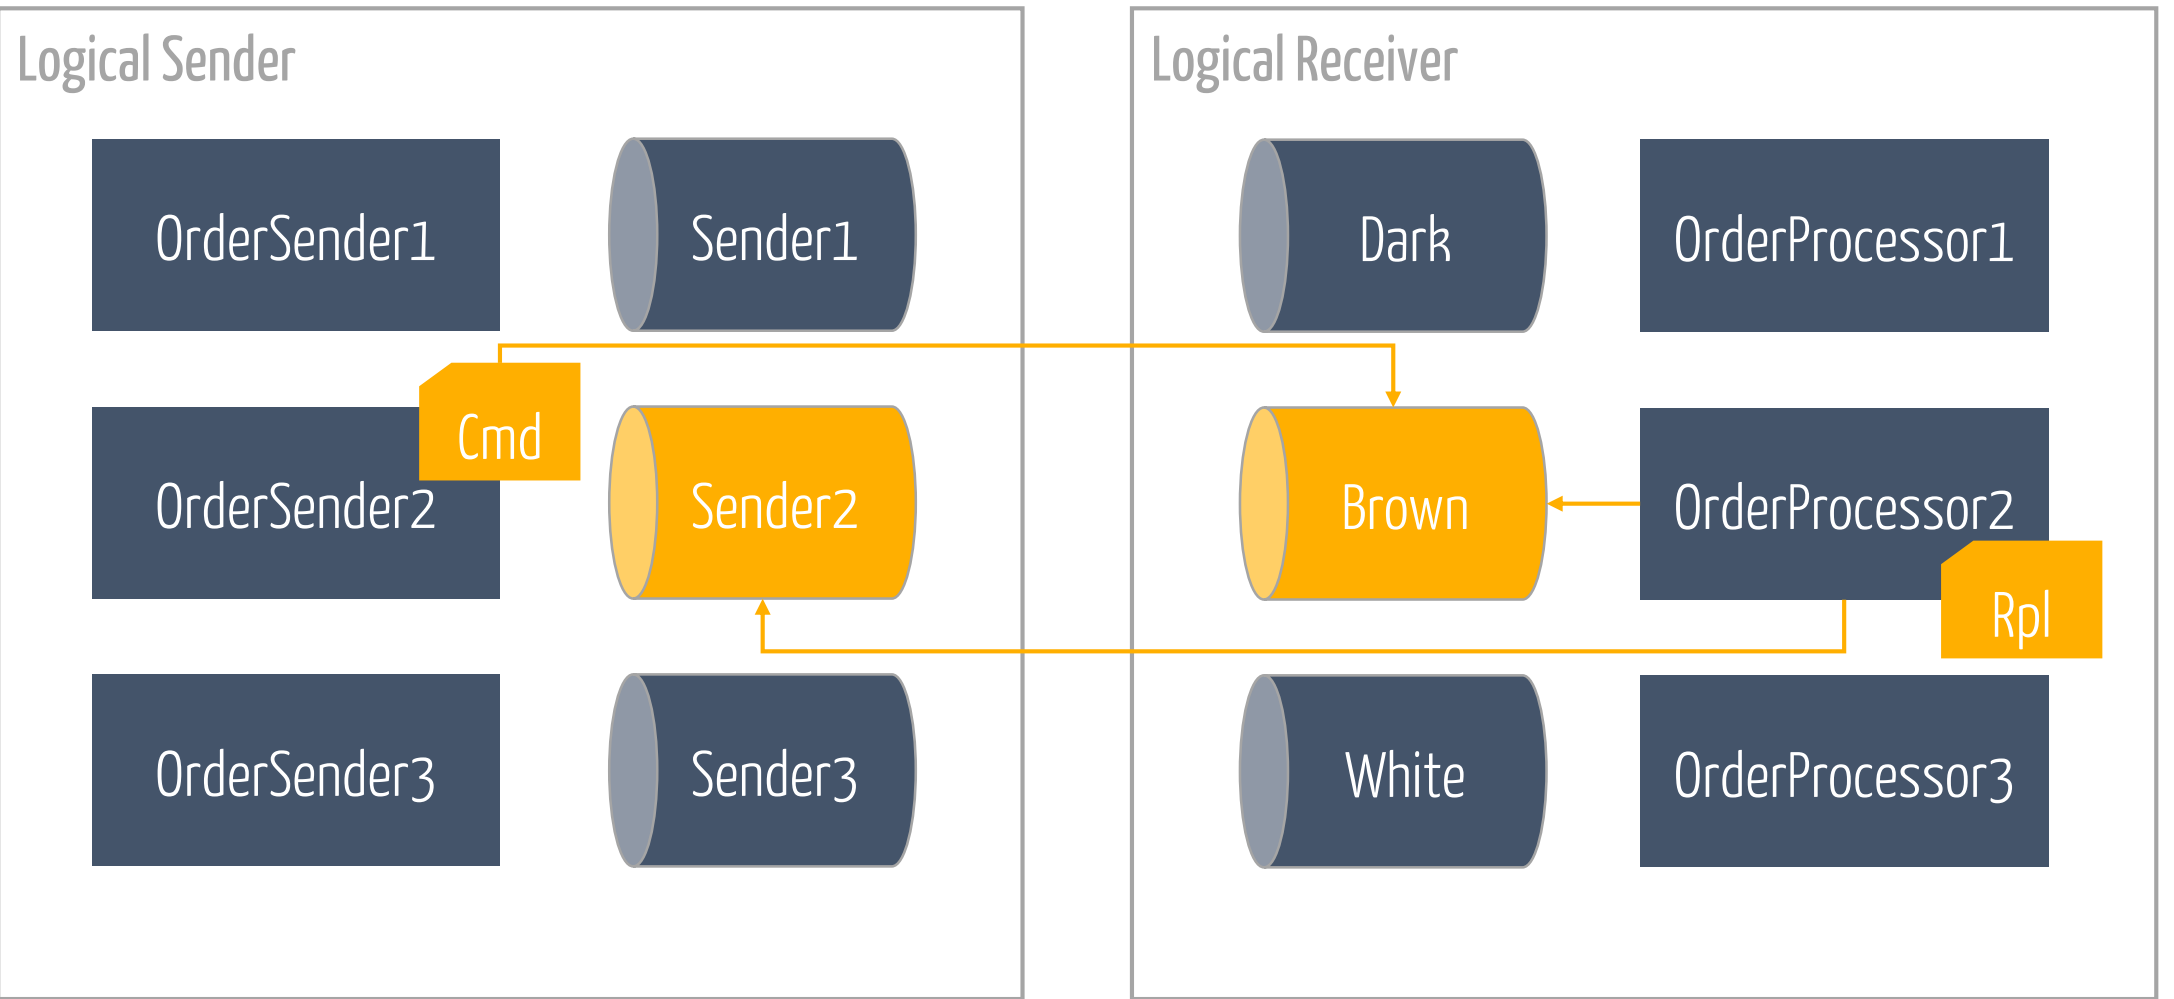 Logical Sender
OrderSender1
Sender1
Cmd
OrderSender2
Sender2
OrderSender3
Sender3
Logical Receiver
Dark
OrderProcessor1
Brown
OrderProcessor2
Rpl
White
OrderProcessor3